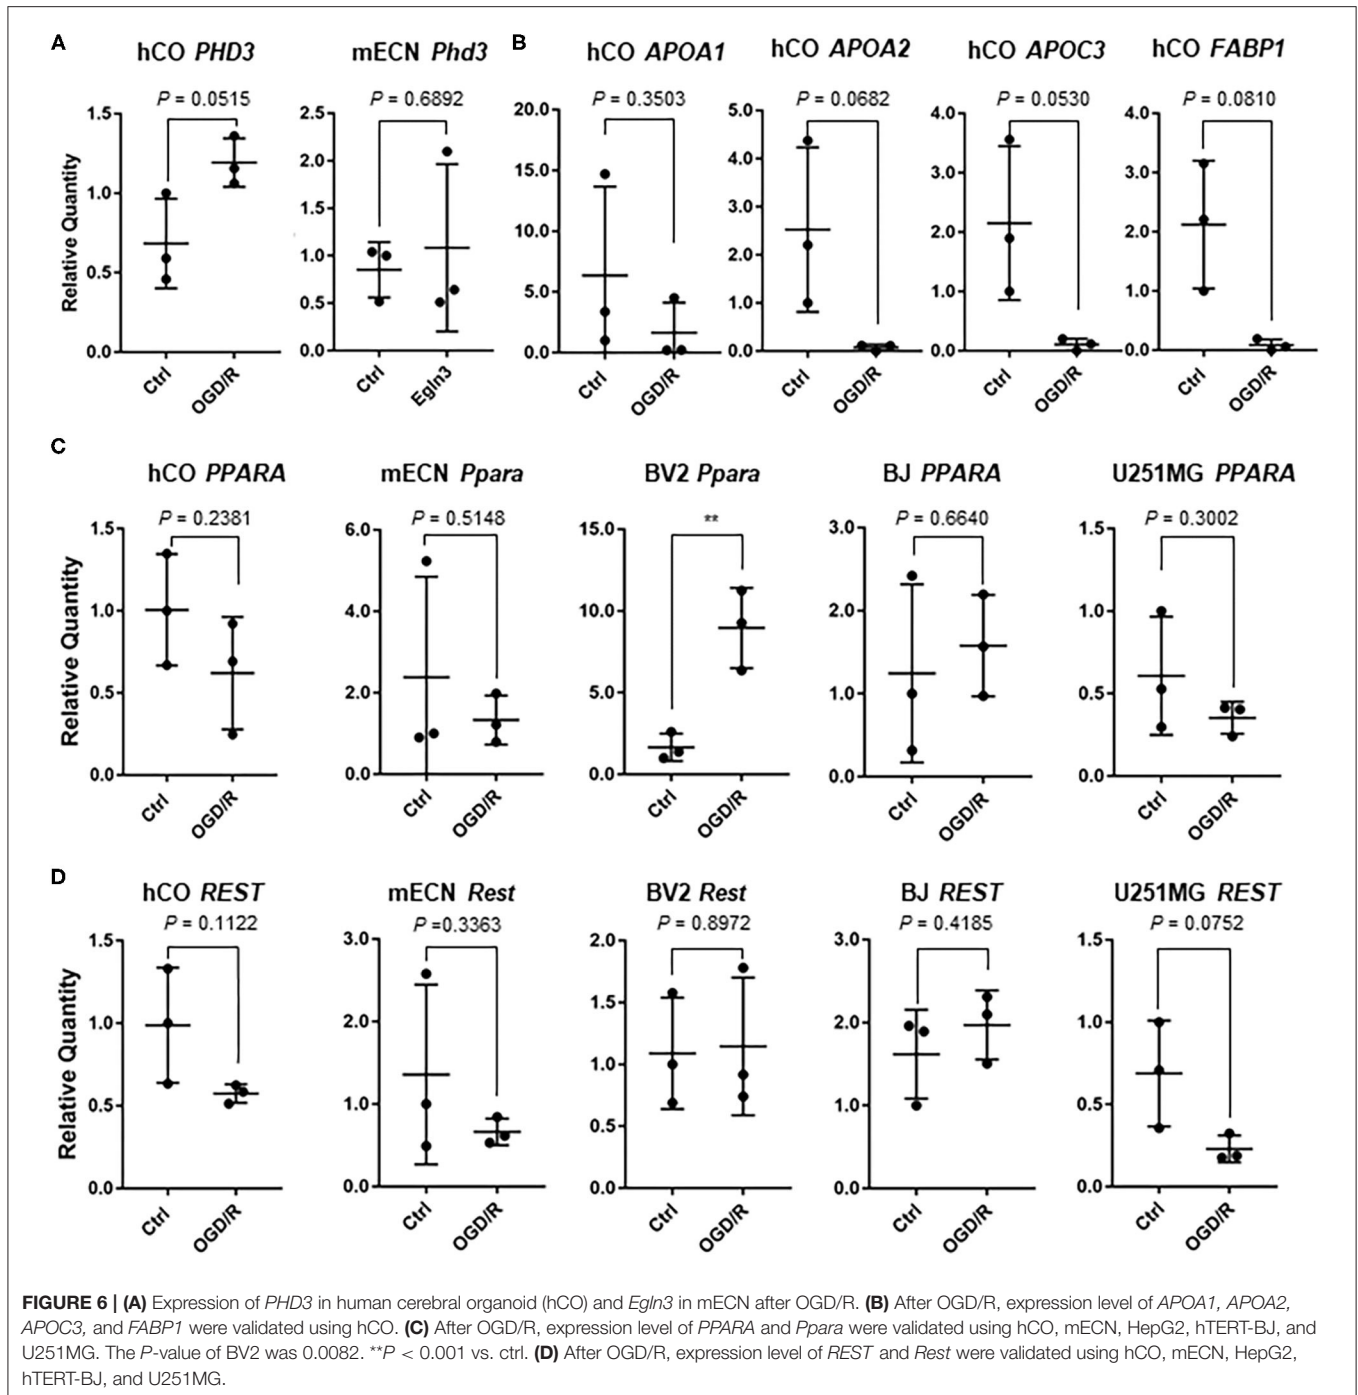 A
hCO PHD3
mECN Phd3
B
hCO APOA1
hCO APOA2
hCO APOC3
hCO FABP1
P = 0.0515
P = 0.6892
P = 0.3503
P = 0.0682
P = 0.0530
P = 0.0810
Relative Quantity
1.5
1.0
0.5
0.0
Ctrl
OGD/R
2.5
2.0
1.5
1.0
0.5
0.0
Ctrl
Egln3
20.0
15.0
10.0
5.0
0.0
Ctrl
OGD/R
5.0
4.0
3.0
2.0
1.0
0.0
Ctrl
OGD/R
4.0
3.0
2.0
1.0
0.0
Ctrl
OGD/R
4.0
3.0
2.0
1.0
0.0
Ctrl
OGD/R
C
hCO PPARA
mECN Ppara
BV2 Ppara
BJ PPARA
U251MG PPARA
P = 0.2381
P = 0.5148
**
P = 0.6640
P = 0.3002
Relative Quantity
1.5
1.0
0.5
0.0
Ctrl
OGD/R
6.0
4.0
2.0
0.0
Ctrl
OGD/R
15.0
10.0
5.0
0.0
Ctrl
OGD/R
3.0
2.0
1.0
0.0
Ctrl
OGD/R
1.5
1.0
0.5
0.0
Ctrl
OGD/R
D
hCO REST
mECN Rest
BV2 Rest
BJ REST
U251MG REST
P = 0.1122
P =0.3363
P = 0.8972
P = 0.4185
P = 0.0752
Relative Quantity
1.5
1.0
0.5
0.0
Ctrl
OGD/R
3.0
2.0
1.0
0.0
Ctrl
OGD/R
2.0
1.5
1.0
0.5
0.0
Ctrl
OGD/R
3.0
2.0
1.0
0.0
Ctrl
OGD/R
1.5
1.0
0.5
0.0
Ctrl
OGD/R
FIGURE 6 | (A) Expression of PHD3 in human cerebral organoid (hCO) and Egln3 in mECN after OGD/R. (B) After OGD/R, expression level of APOA1, APOA2,
APOC3, and FABP1 were validated using hCO. (C) After OGD/R, expression level of PPARA and Ppara were validated using hCO, mECN, HepG2, hTERT-BJ, and
U251MG. The P-value of BV2 was 0.0082. **P < 0.001 vs. ctrl. (D) After OGD/R, expression level of REST and Rest were validated using hCO, mECN, HepG2,
hTERT-BJ, and U251MG.